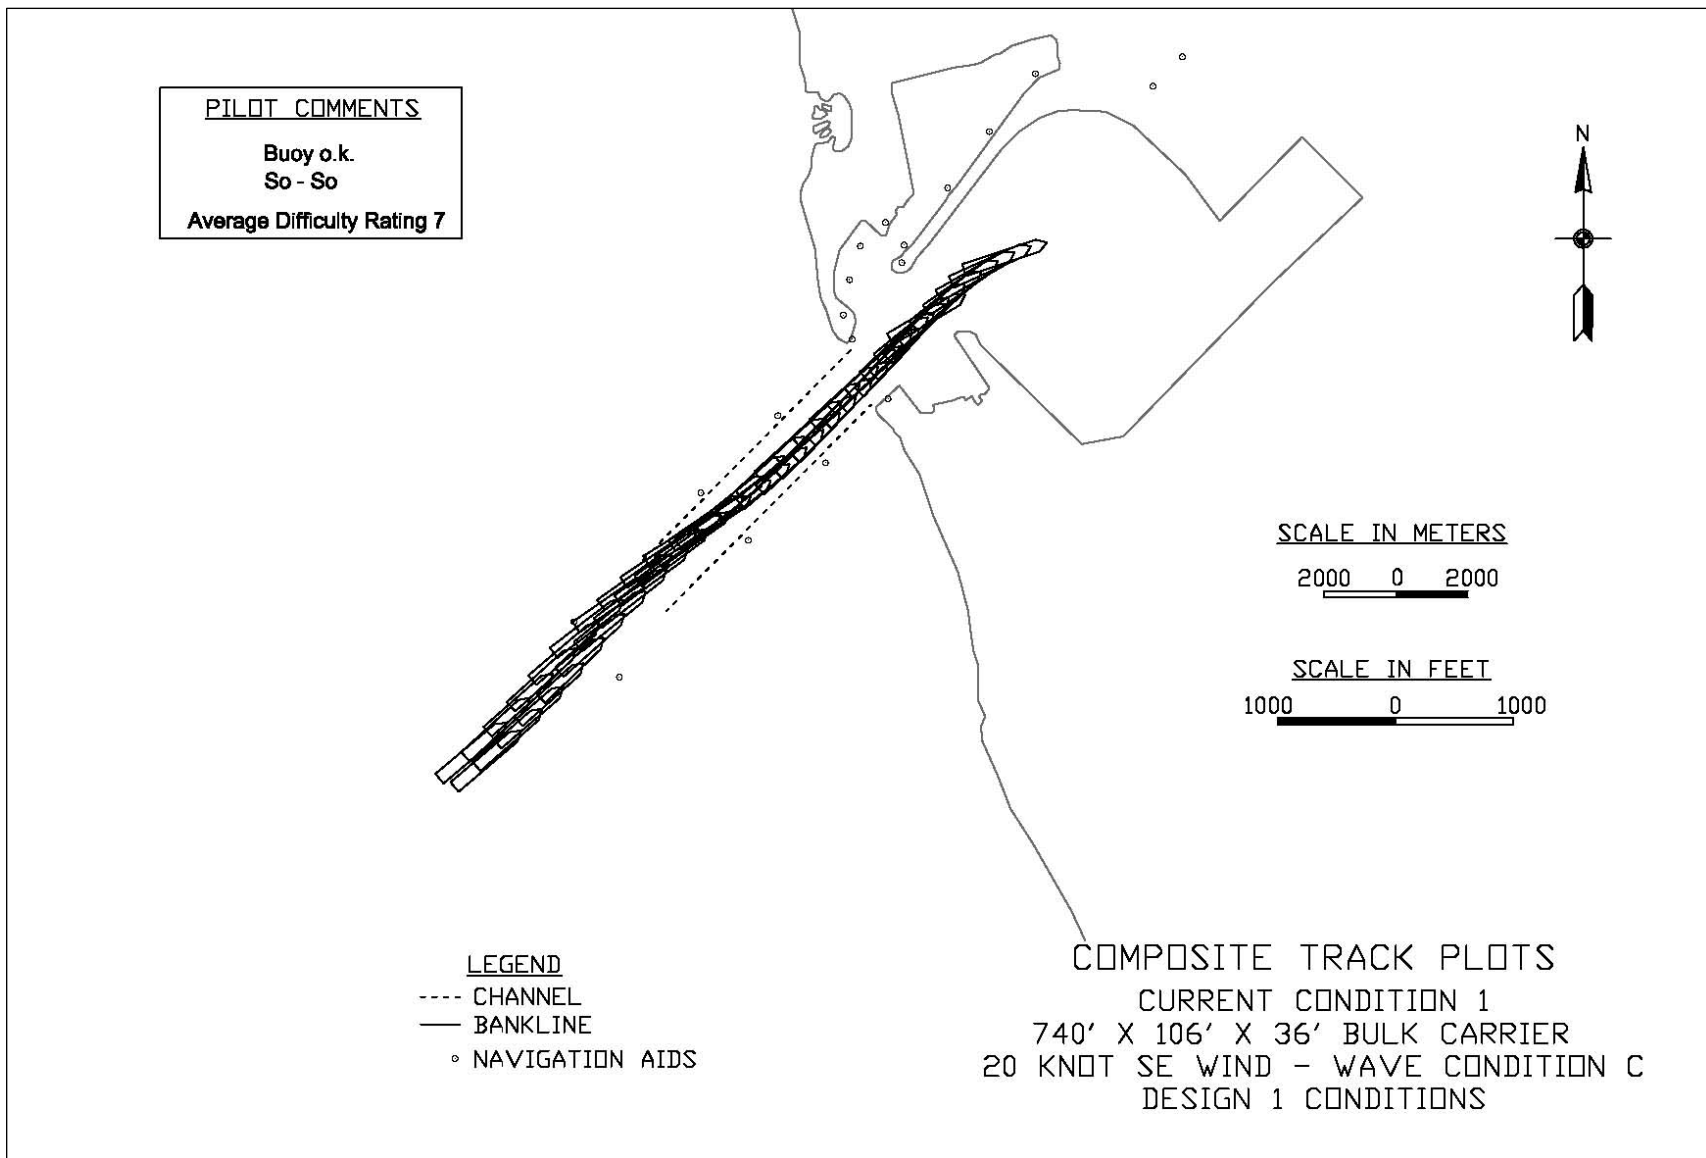 PILOT COMMENTS
Buoy o.k.
So - So
Average Difficulty Rating 7
N
SCALE IN METERS
2000 0 2000
SCALE IN FEET
1000 0 1000
LEGEND
CHANNEL
BANKLINE
NAVIGATION AIDS
COMPOSITE TRACK PLOTS
CURRENT CONDITION 1
740' X 106' X 36' BULK CARRIER
20 KNOT SE WIND - WAVE CONDITION C
DESIGN 1 CONDITIONS